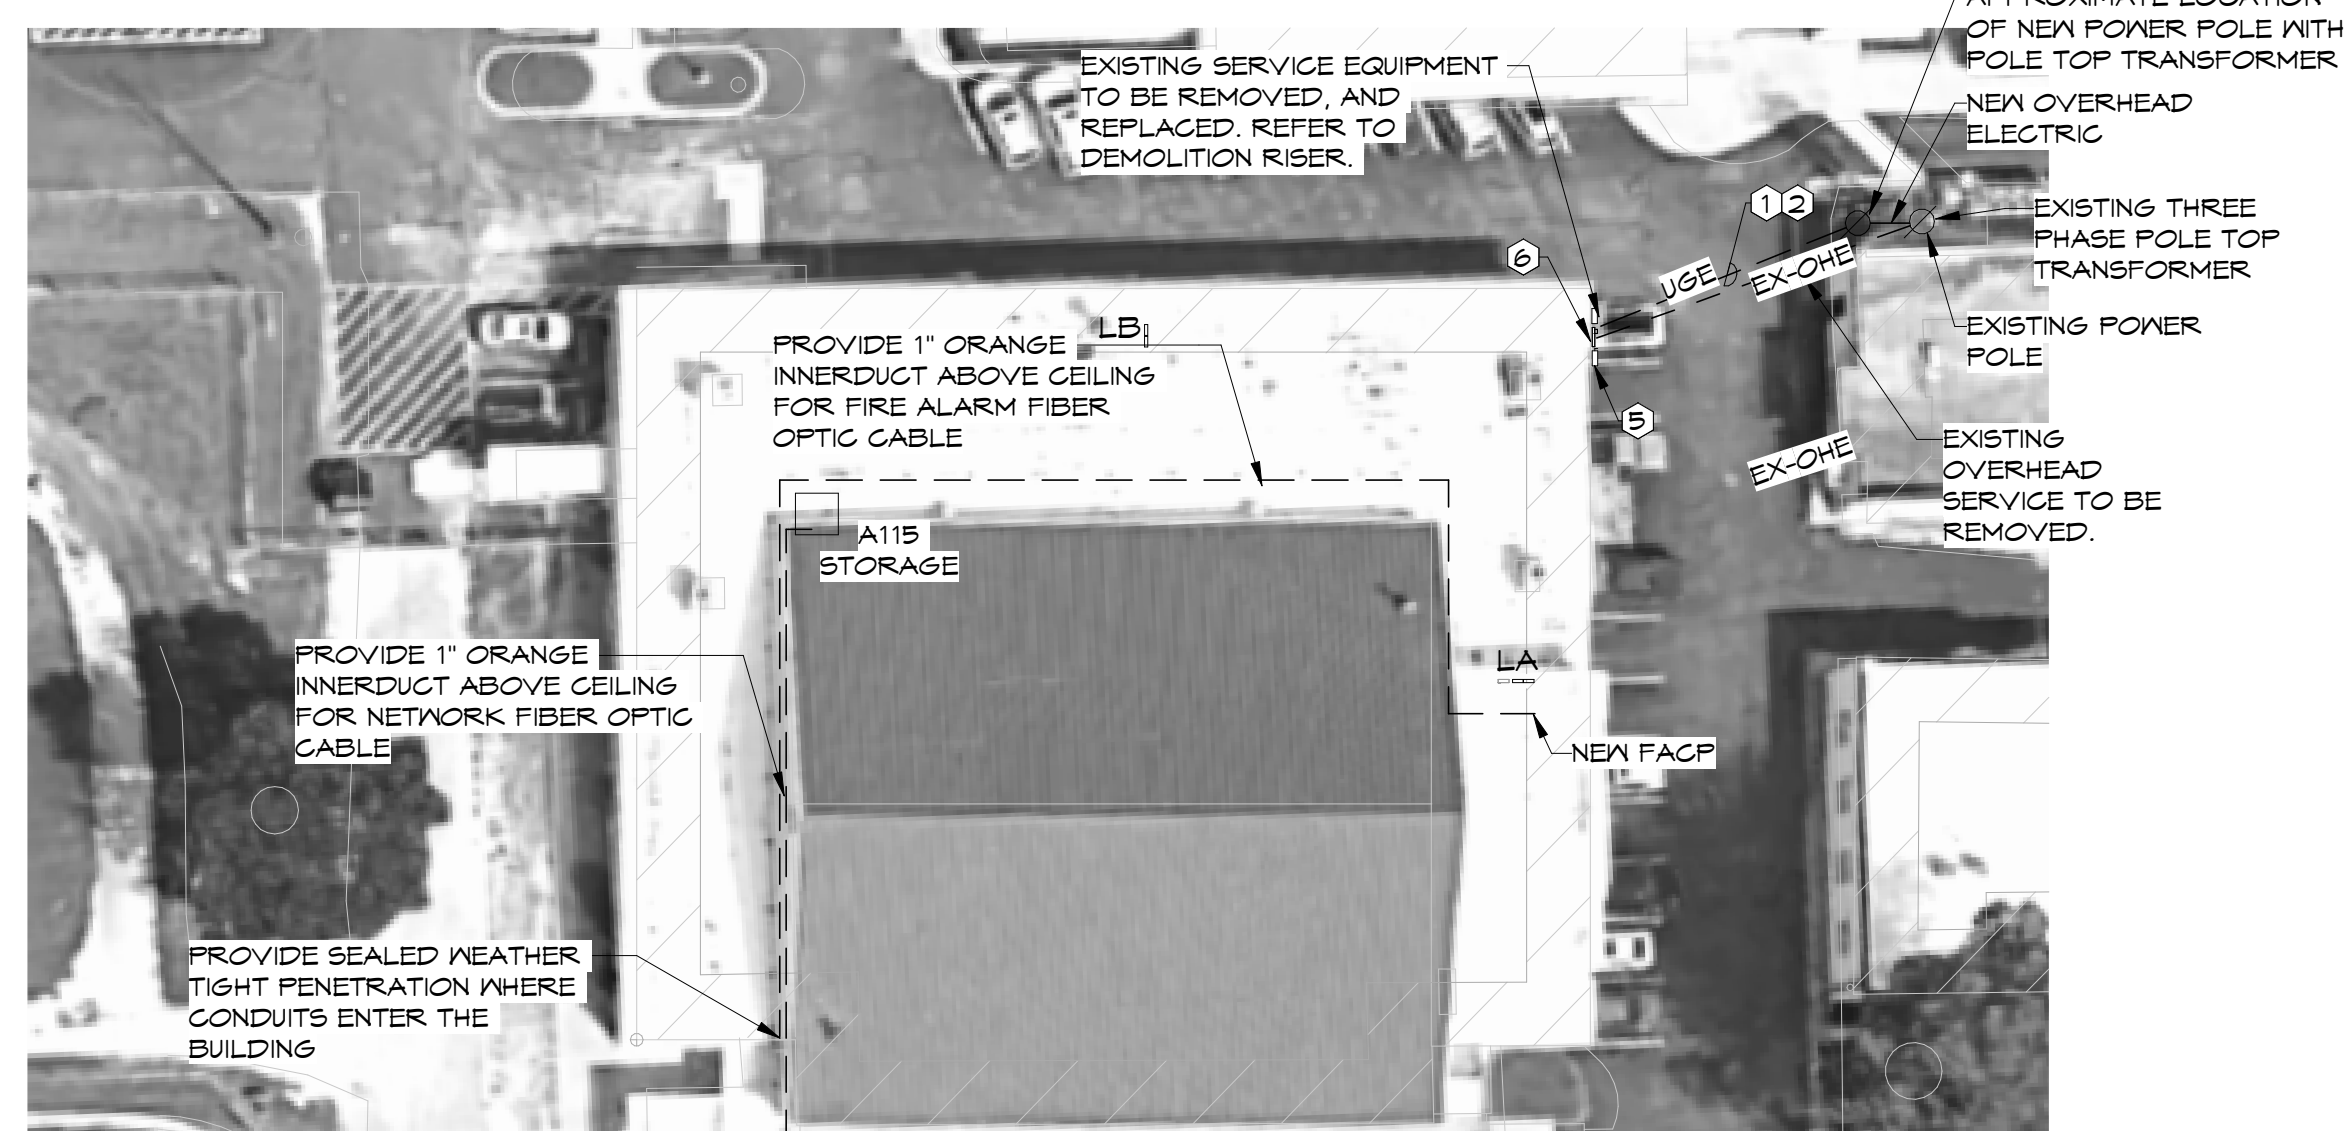 APPROXIMATE LOCATION
OF NEW POWER POLE WITH
POLE TOP TRANSFORMER
EXISTING SERVICE EQUIPMENT
TO BE REMOVED, AND
REPLACED. REFER TO
DEMOLITION RISER.
NEW OVERHEAD
ELECTRIC
1
2
EXISTING THREE
PHASE POLE TOP
TRANSFORMER
6
UGE
EX-OHE
EXISTING POWER
POLE
LB
PROVIDE 1" ORANGE
INNERDUCT ABOVE CEILING
FOR FIRE ALARM FIBER
OPTIC CABLE
5
EX-OHE
EXISTING
OVERHEAD
SERVICE TO BE
REMOVED.
A115
STORAGE
PROVIDE 1" ORANGE
INNERDUCT ABOVE CEILING
FOR NETWORK FIBER OPTIC
CABLE
LA
NEW FACP
PROVIDE SEALED WEATHER
TIGHT PENETRATION WHERE
CONDUITS ENTER THE
BUILDING